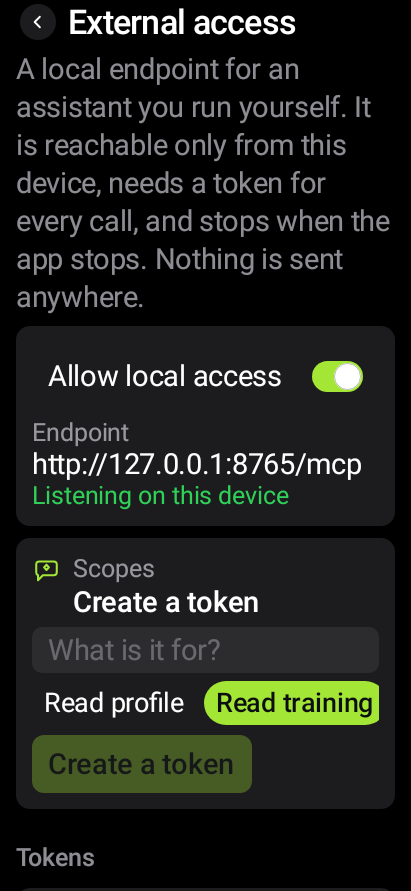 External access
A local endpoint for an
assistant you run yourself. It
is reachable only from this
device, needs a token for
every call, and stops when the
app stops. Nothing is sent
anywhere.
Allow local access
Endpoint
http://127.0.0.1:8765/mcp
Listening on this device
Scopes
Create a token
What is it for?
Read profile Read training
Create a token
Tokens